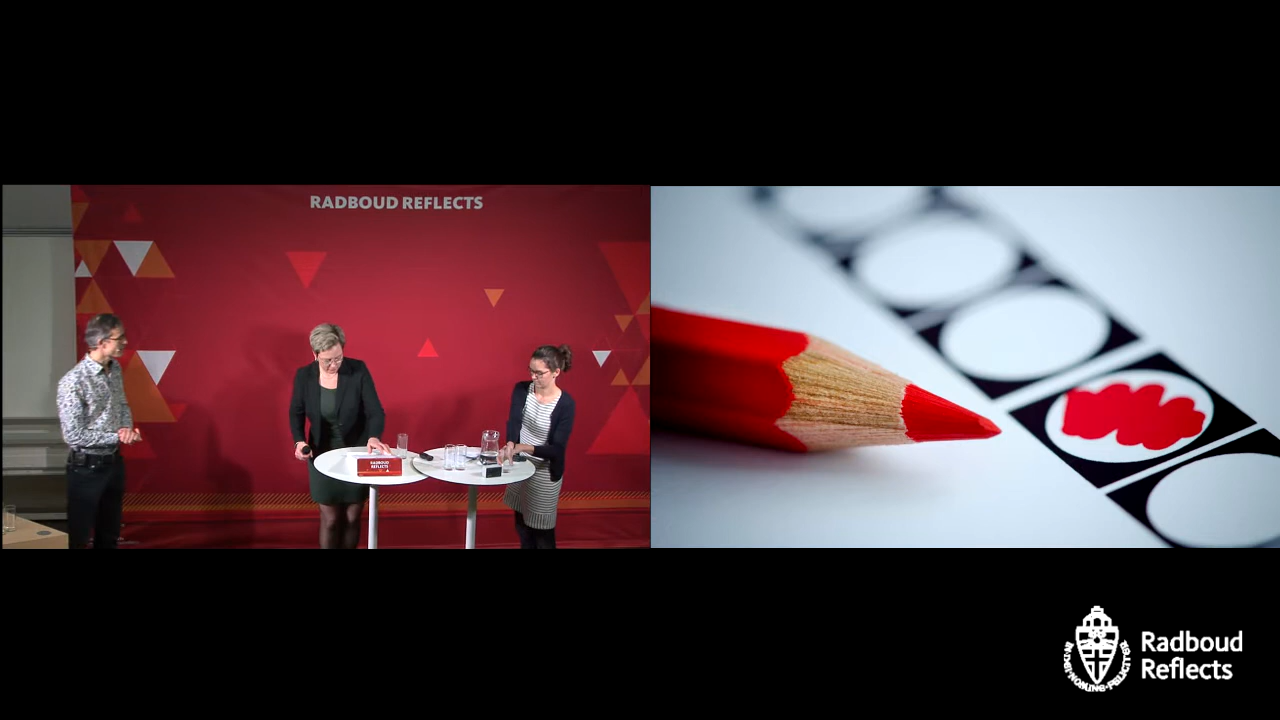 RADBOUD REFLECTS
RADBOUD
REFLECTS
Radboud
Reflects